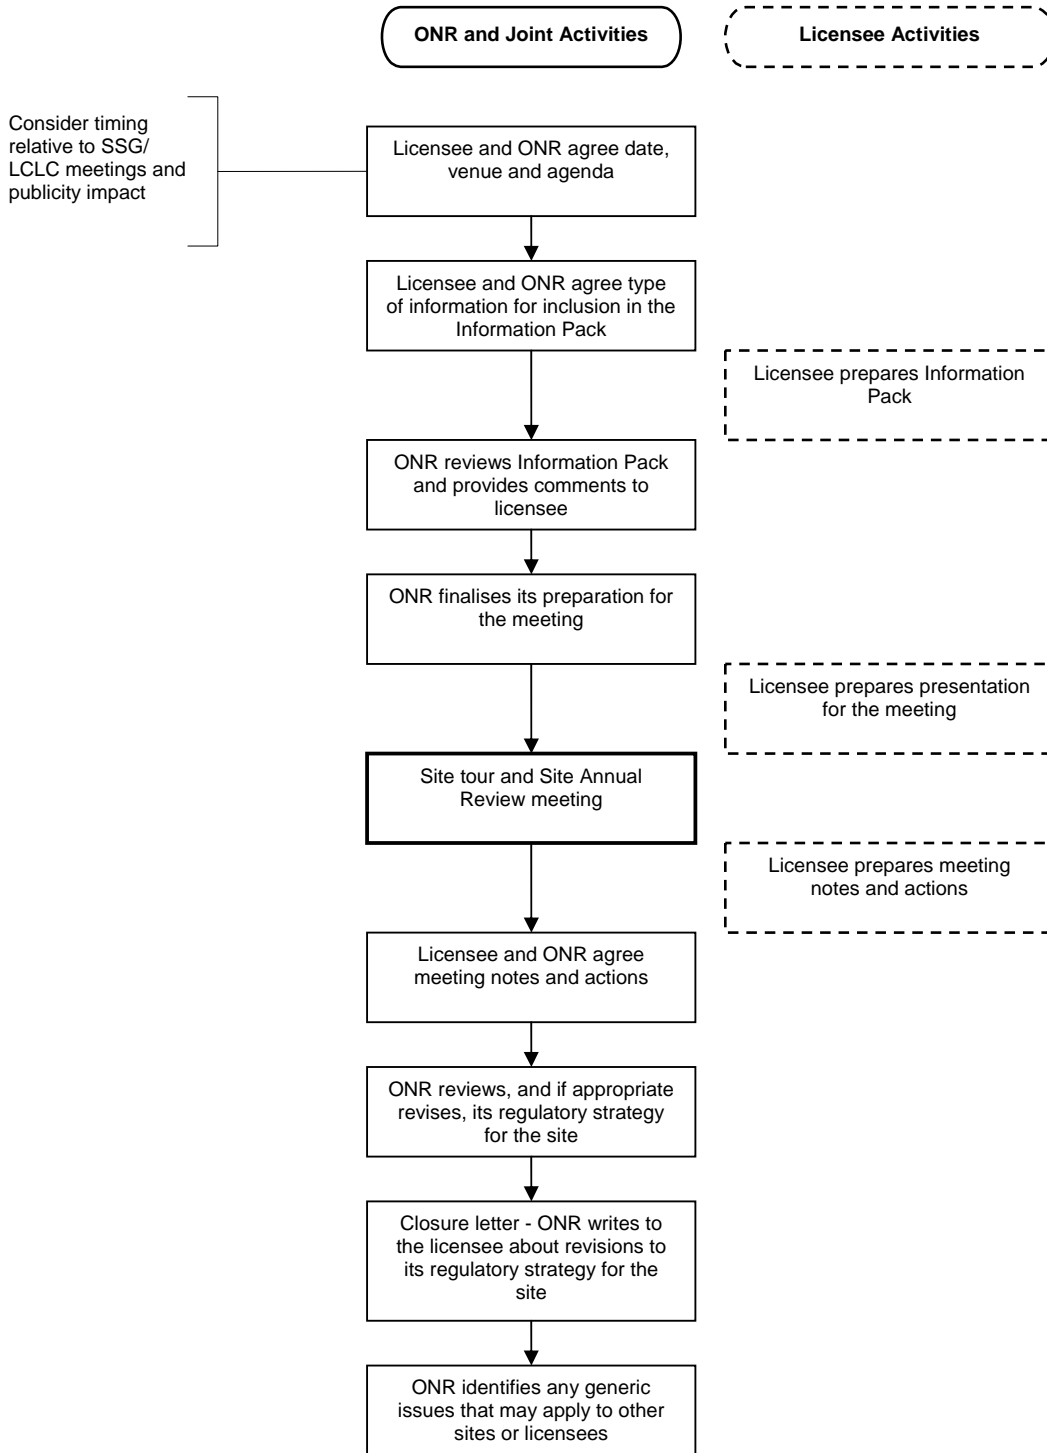 ONR and Joint Activities
Licensee Activities
Consider timing
relative to SSG/
LCLC meetings and
publicity impact
Licensee and ONR agree date,
venue and agenda
Licensee and ONR agree type
of information for inclusion in the
Information Pack
Licensee prepares Information
Pack
ONR reviews Information Pack
and provides comments to
licensee
ONR finalises its preparation for
the meeting
Licensee prepares presentation
for the meeting
Site tour and Site Annual
Review meeting
Licensee prepares meeting
notes and actions
Licensee and ONR agree
meeting notes and actions
ONR reviews, and if appropriate
revises, its regulatory strategy
for the site
Closure letter - ONR writes to
the licensee about revisions to
its regulatory strategy for the
site
ONR identifies any generic
issues that may apply to other
sites or licensees